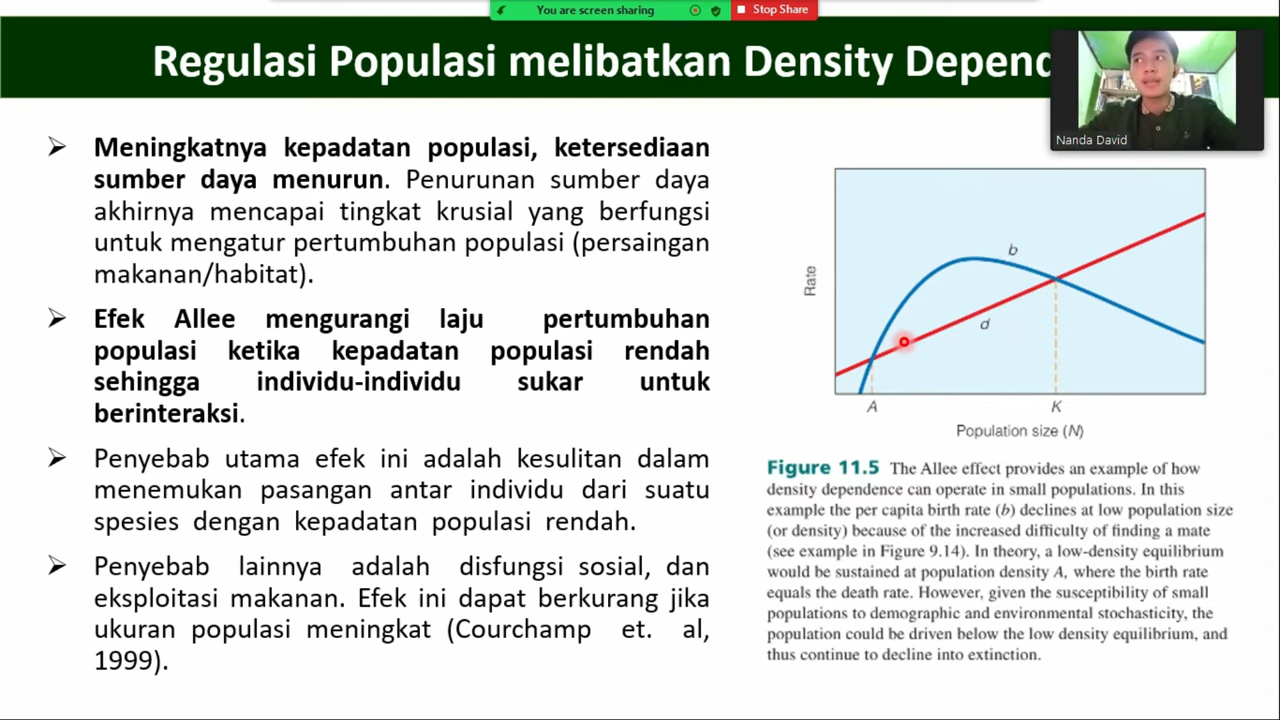 You are screen sharing
Stop Share
Regulasi Populasi melibatkan Density Depend
Nanda David
➢ Meningkatnya kepadatan populasi, ketersediaan
sumber daya menurun. Penurunan sumber daya
akhirnya mencapai tingkat krusial yang berfungsi
untuk mengatur pertumbuhan populasi (persaingan
makanan/habitat).
➢ Efek Allee mengurangi laju pertumbuhan
populasi ketika kepadatan populasi rendah
sehingga individu-individu sukar untuk
berinteraksi.
➢ Penyebab utama efek ini adalah kesulitan dalam
menemukan pasangan antar individu dari suatu
spesies dengan kepadatan populasi rendah.
➢ Penyebab lainnya adalah disfungsi sosial, dan
eksploitasi makanan. Efek ini dapat berkurang jika
ukuran populasi meningkat (Courchamp et. al,
1999).
Rate
b
d
A
K
Population size (N)
Figure 11.5 The Allee effect provides an example of how
density dependence can operate in small populations. In this
example the per capita birth rate (b) declines at low population size
(or density) because of the increased difficulty of finding a mate
(see example in Figure 9.14). In theory, a low-density equilibrium
would be sustained at population density A, where the birth rate
equals the death rate. However, given the susceptibility of small
populations to demographic and environmental stochasticity, the
population could be driven below the low density equilibrium, and
thus continue to decline into extinction.